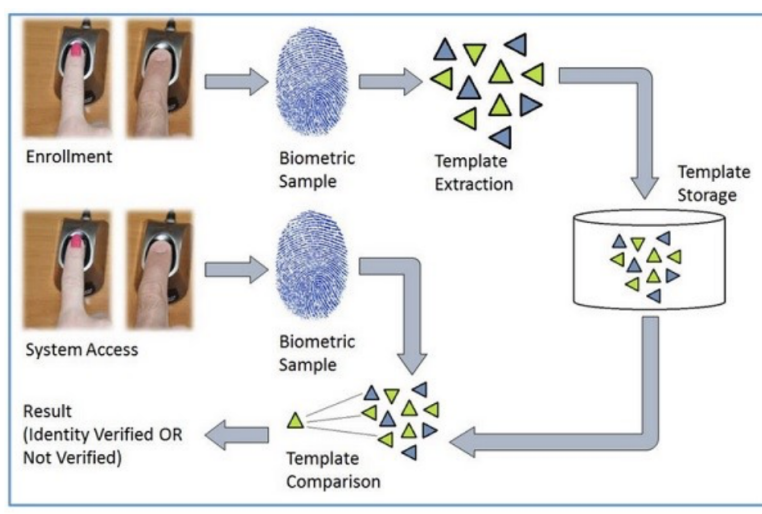 Enrollment
Biometric
Sample
Template
Extraction
Template
Storage
System Access
Biometric
Sample
Result
(Identity Verified OR
Not Verified)
Template
Comparison